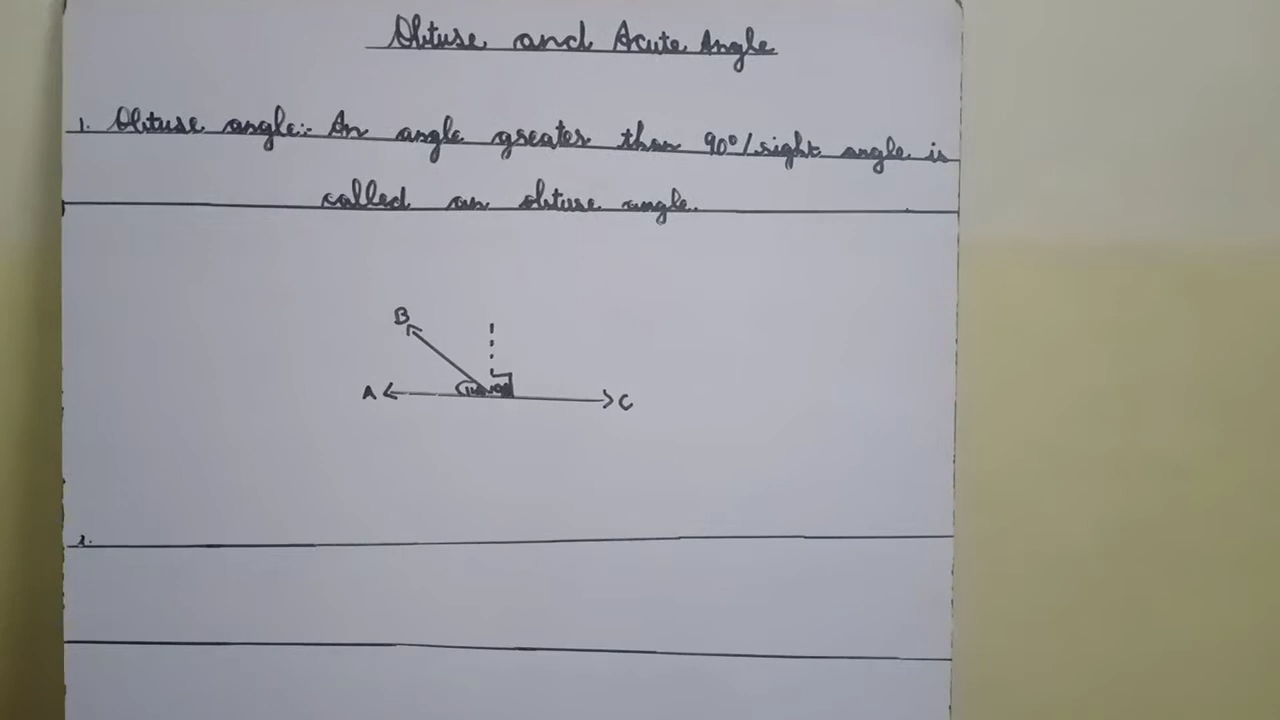 Obtuse and Acute Angle
1. Obtuse angle:- An angle greater than 90°/right angle is
called an obtuse angle.
B
A
C
2.